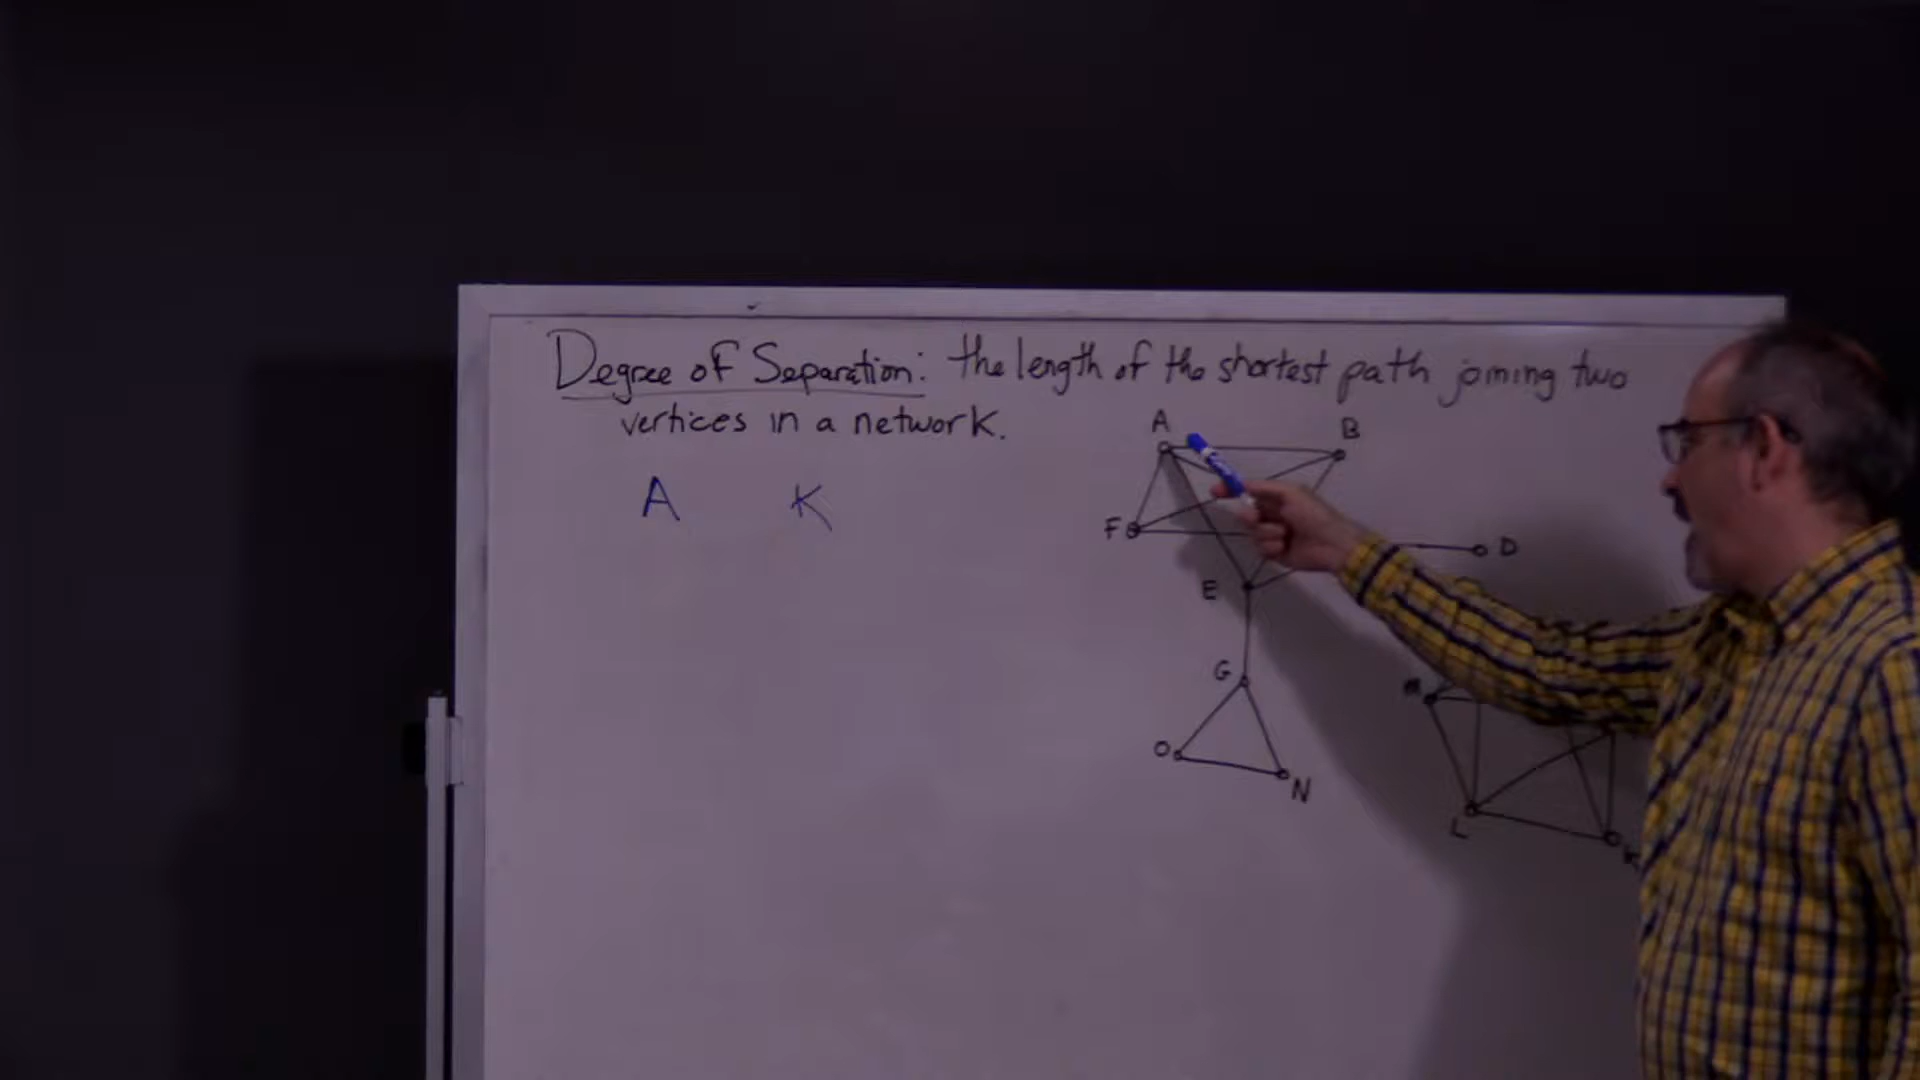 Degree of Separation: the length of the shortest path joining two
vertices in a network.
A B
A K
F D
E
G
M
O
N
L
K